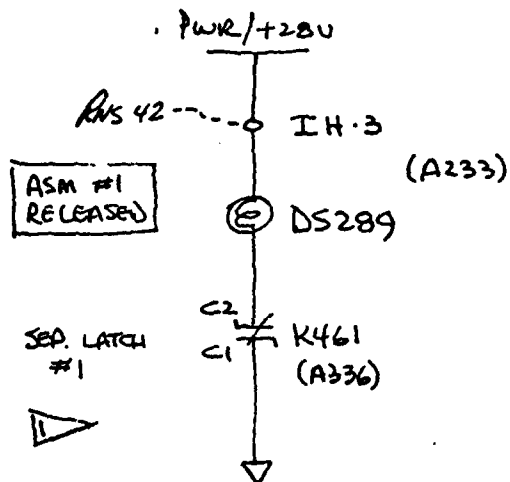 . PWR/+28V
RNS 42
IH.3
(A233)
ASM #1
RELEASED
DS289
C2
C1
K461
(A336)
SEP. LATCH
#1
1